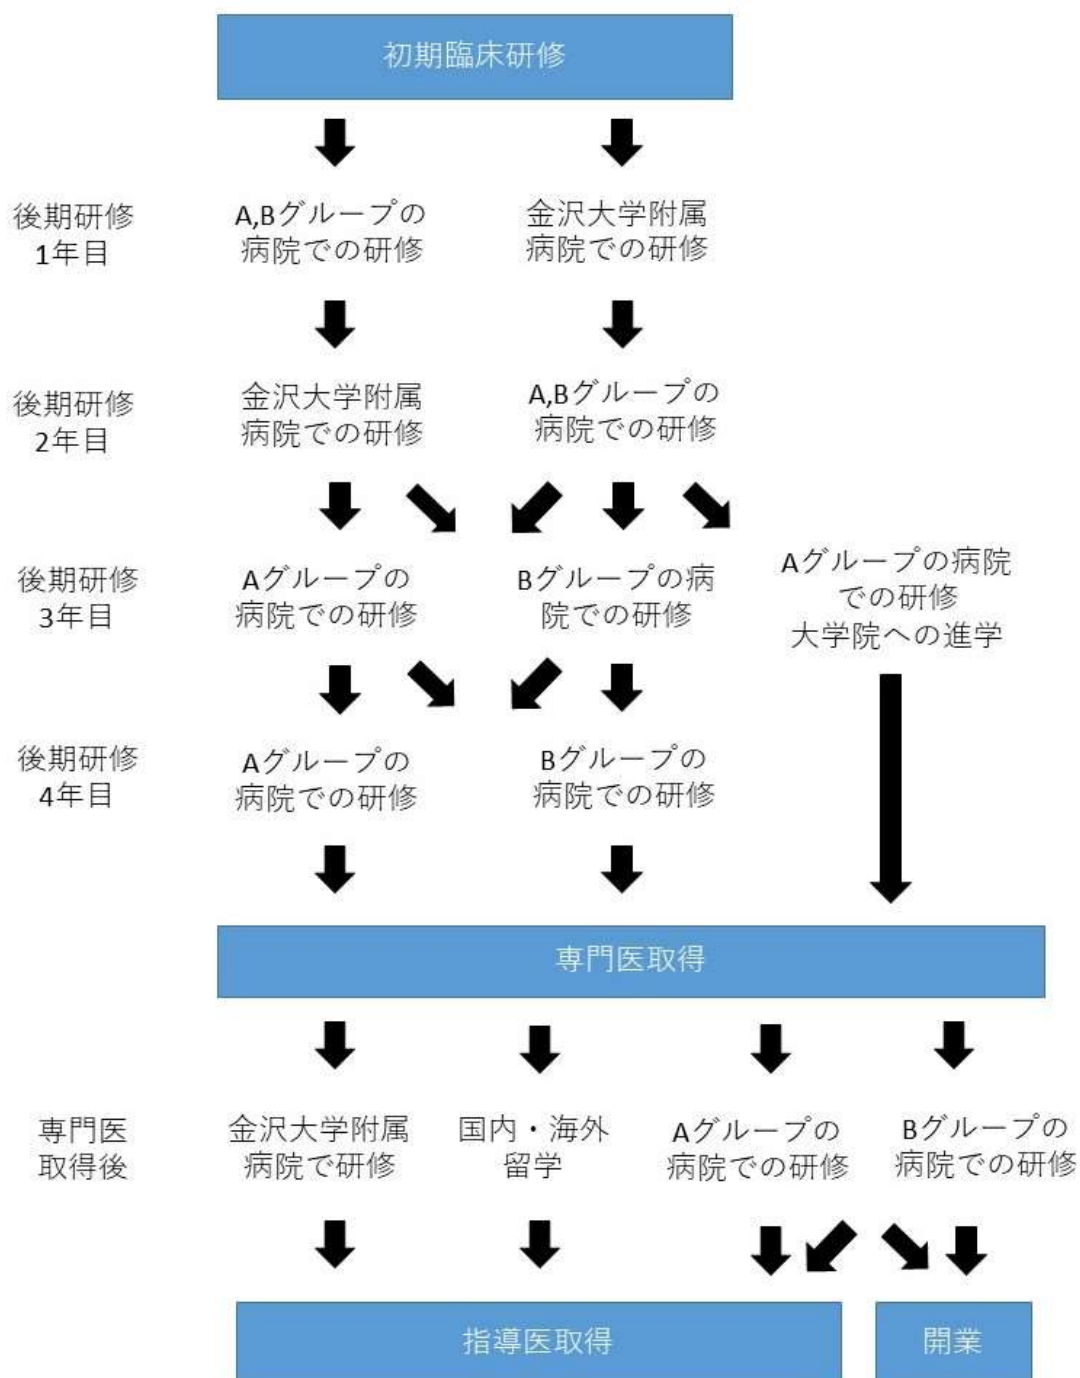 初期臨床研修
後期研修
1年目
A,Bグループの
病院での研修
金沢大学附属
病院での研修
後期研修
2年目
金沢大学附属
病院での研修
A,Bグループの
病院での研修
後期研修
3年目
Aグループの
病院での研修
Bグループの病
院での研修
Aグループの病院
での研修
大学院への進学
後期研修
4年目
Aグループの
病院での研修
Bグループの
病院での研修
専門医取得
専門医
取得後
金沢大学附属
病院で研修
国内・海外
留学
Aグループの
病院での研修
Bグループの
病院での研修
指導医取得
開業